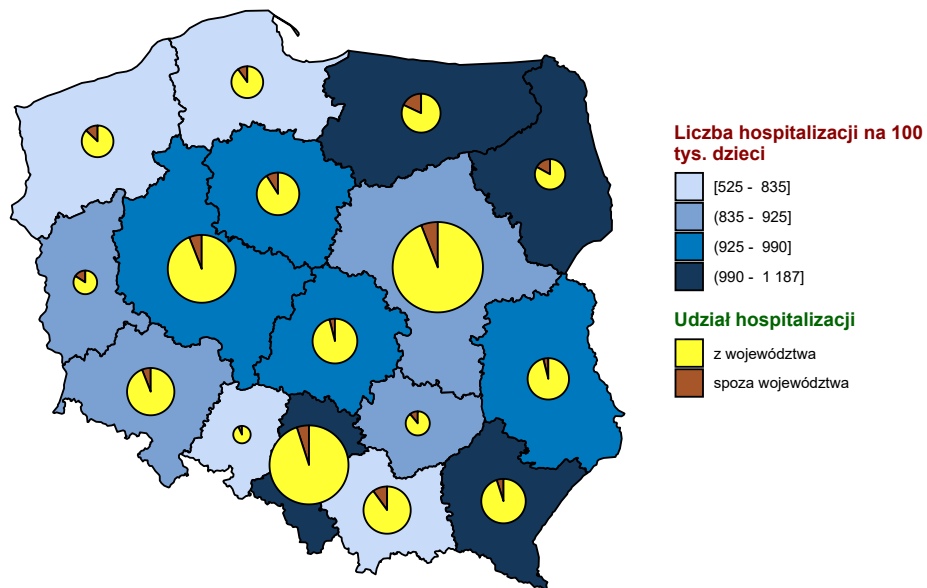 Liczba hospitalizacji na 100
tys. dzieci
[525 - 835]
(835 - 925]
(925 - 990]
(990 - 1 187]
Udział hospitalizacji
z województwa
spoza województwa